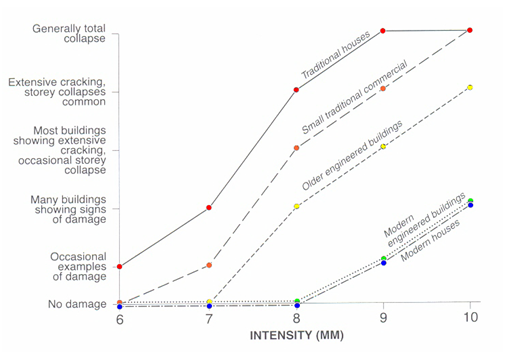 Generally total
collapse
Extensive cracking,
storey collapses
common
Most buildings
showing extensive
cracking,
occasional storey
collapse
Many buildings
showing signs
of damage
Occasional
examples
of damage
No damage
Traditional houses
Small traditional commercial
Older engineered buildings
Modern
engineered buildings
Modern houses
6 7 8 9 10
INTENSITY (MM)